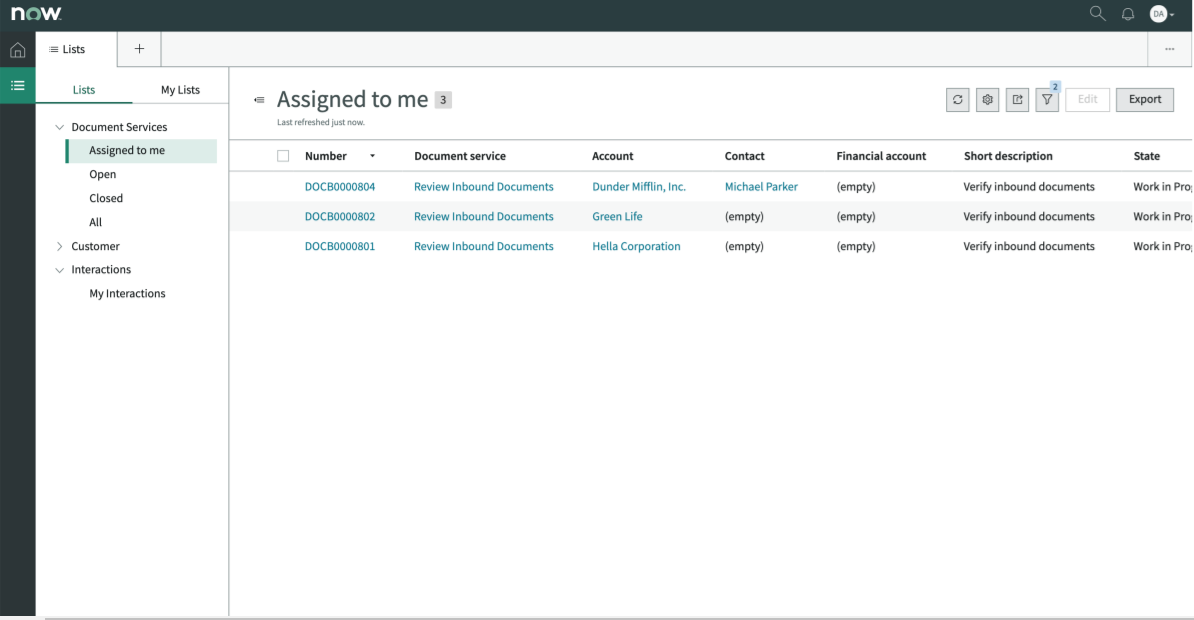 now
DA
Lists
Lists
My Lists
Document Services
Assigned to me
Open
Closed
All
Customer
Interactions
My Interactions
Assigned to me 3
Last refreshed just now.
2
Edit
Export
Number Document service Account Contact Financial account Short description State
DOCB0000804 Review Inbound Documents Dunder Mifflin, Inc. Michael Parker (empty) Verify inbound documents Work in Pro
DOCB0000802 Review Inbound Documents Green Life (empty) (empty) Verify inbound documents Work in Pro
DOCB0000801 Review Inbound Documents Hella Corporation (empty) (empty) Verify inbound documents Work in Pro